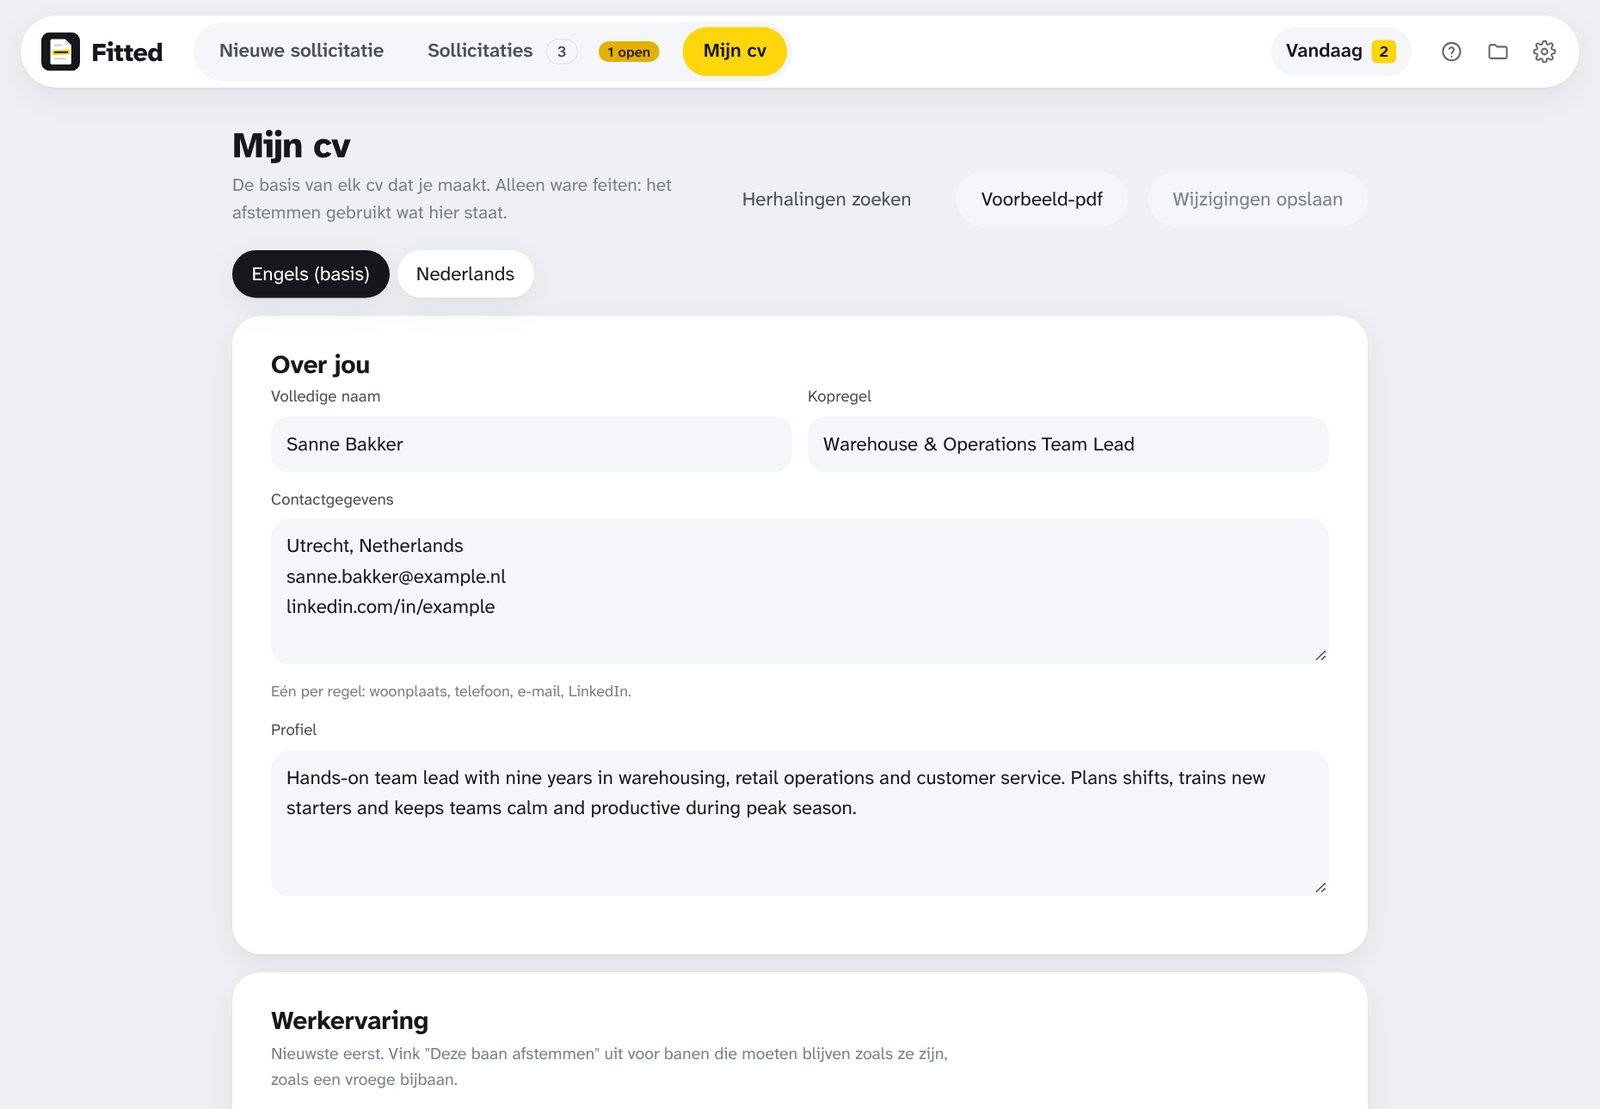 Fitted
Nieuwe sollicitatie
Sollicitaties 3
1 open
Mijn cv
Vandaag 2
Mijn cv
De basis van elk cv dat je maakt. Alleen ware feiten: het
afstemmen gebruikt wat hier staat.
Herhalingen zoeken
Voorbeeld-pdf
Wijzigingen opslaan
Engels (basis)
Nederlands
Over jou
Volledige naam
Sanne Bakker
Kopregel
Warehouse & Operations Team Lead
Contactgegevens
Utrecht, Netherlands
sanne.bakker@example.nl
linkedin.com/in/example
Eén per regel: woonplaats, telefoon, e-mail, LinkedIn.
Profiel
Hands-on team lead with nine years in warehousing, retail operations and customer service. Plans shifts, trains new
starters and keeps teams calm and productive during peak season.
Werkervaring
Nieuwste eerst. Vink "Deze baan afstemmen" uit voor banen die moeten blijven zoals ze zijn,
zoals een vroege bijbaan.